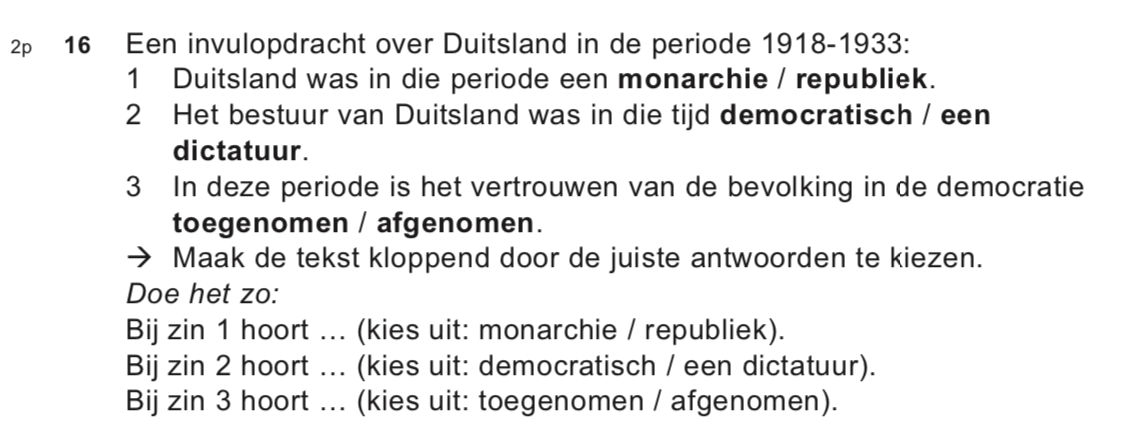 2p 16 Een invulopdracht over Duitsland in de periode 1918-1933:
1 Duitsland was in die periode een monarchie / republiek.
2 Het bestuur van Duitsland was in die tijd democratisch / een
dictatuur.
3 In deze periode is het vertrouwen van de bevolking in de democratie
toegenomen / afgenomen.
→ Maak de tekst kloppend door de juiste antwoorden te kiezen.
Doe het zo:
Bij zin 1 hoort … (kies uit: monarchie / republiek).
Bij zin 2 hoort … (kies uit: democratisch / een dictatuur).
Bij zin 3 hoort … (kies uit: toegenomen / afgenomen).